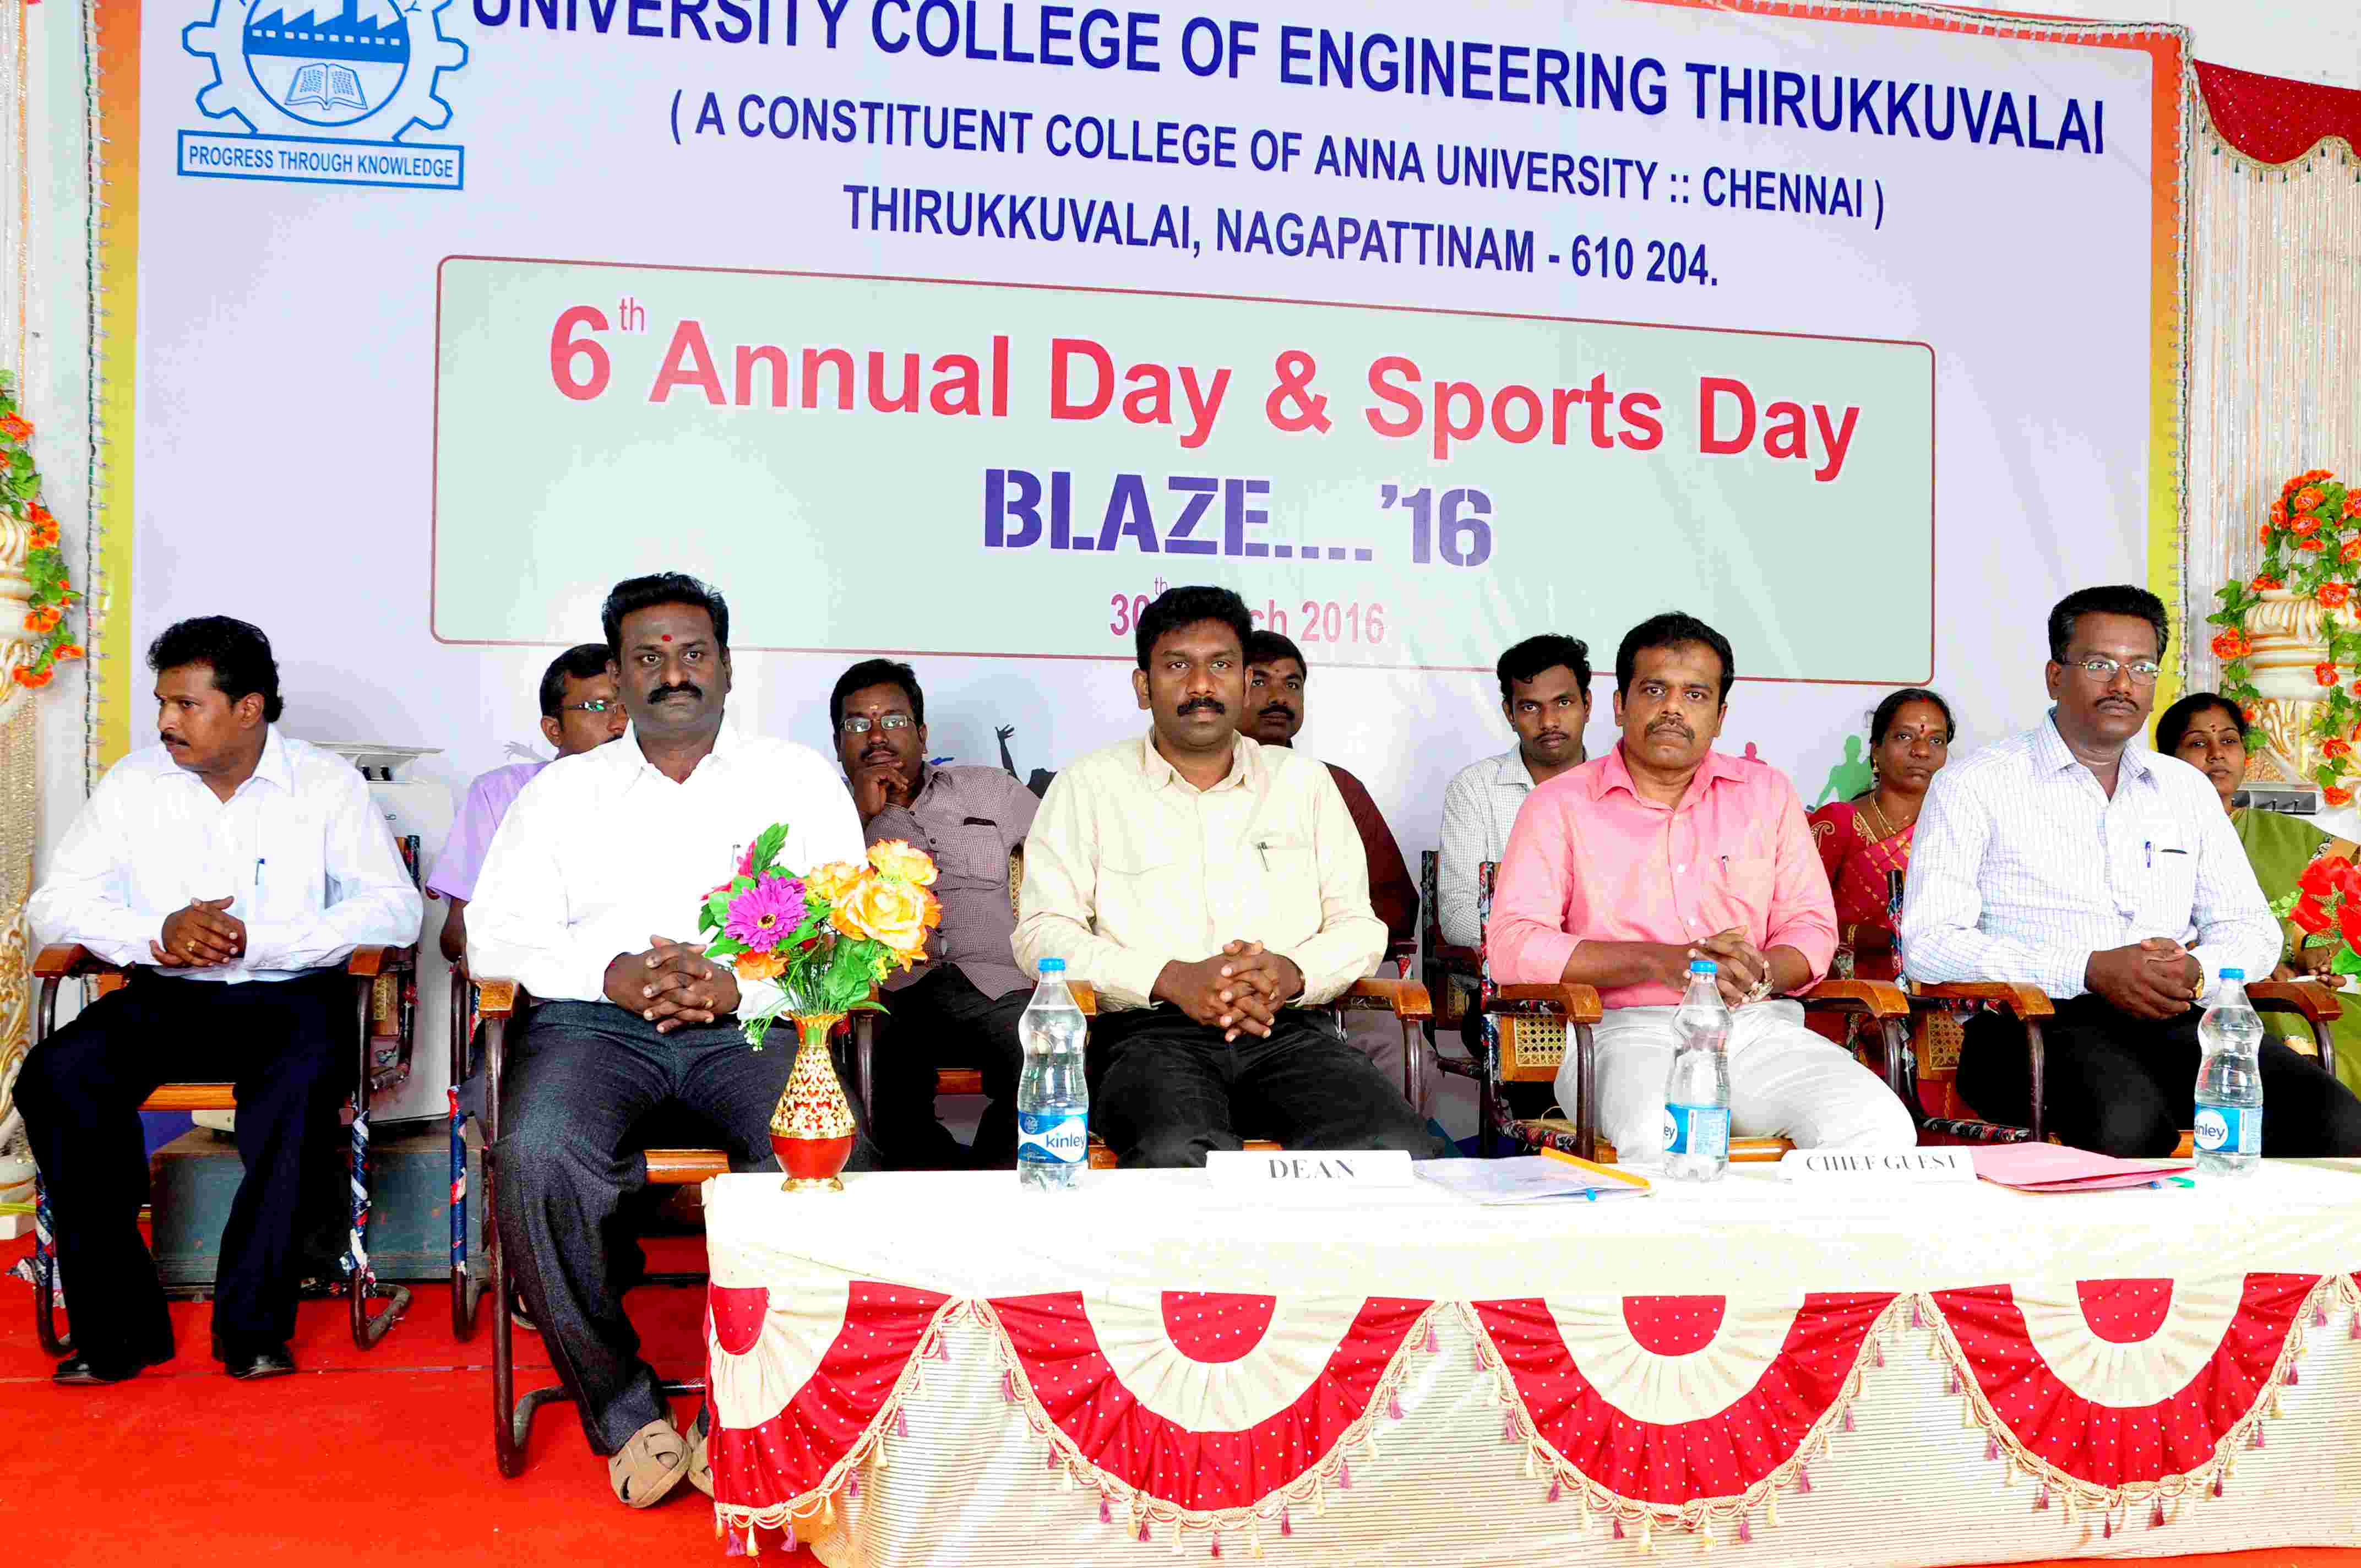 PROGRESS THROUGH KNOWLEDGE
UNIVERSITY COLLEGE OF ENGINEERING THIRUKKUVALAI
( A CONSTITUENT COLLEGE OF ANNA UNIVERSITY :: CHENNAI )
THIRUKKUVALAI, NAGAPATTINAM - 610 204.
6th Annual Day & Sports Day
BLAZE.... '16
30th 2016
kinley
DEAN
CHIEF GUEST